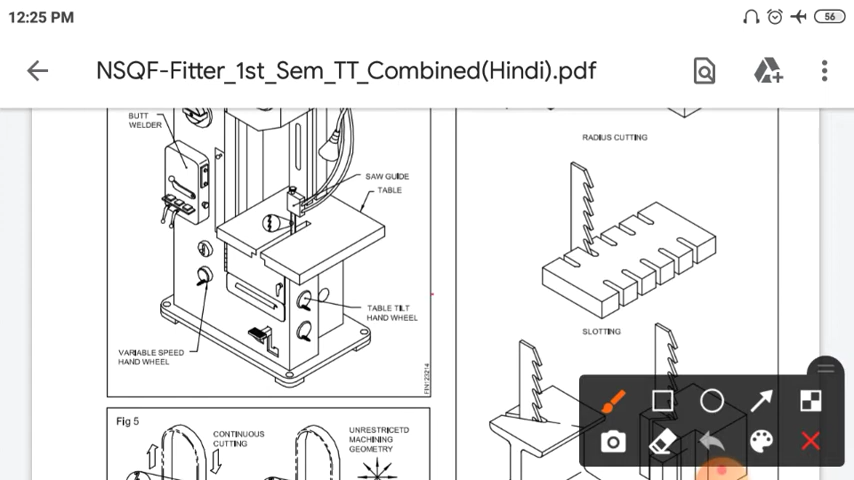 12:25 PM
56
NSQF-Fitter_1st_Sem_TT_Combined(Hindi).pdf
BUTT
WELDER
SAW GUIDE
TABLE
TABLE TILT
HAND WHEEL
VARIABLE SPEED
HAND WHEEL
Fig 5
CONTINUOUS
CUTTING
UNRESTRICETD
MACHINING
GEOMETRY
RADIUS CUTTING
SLOTTING